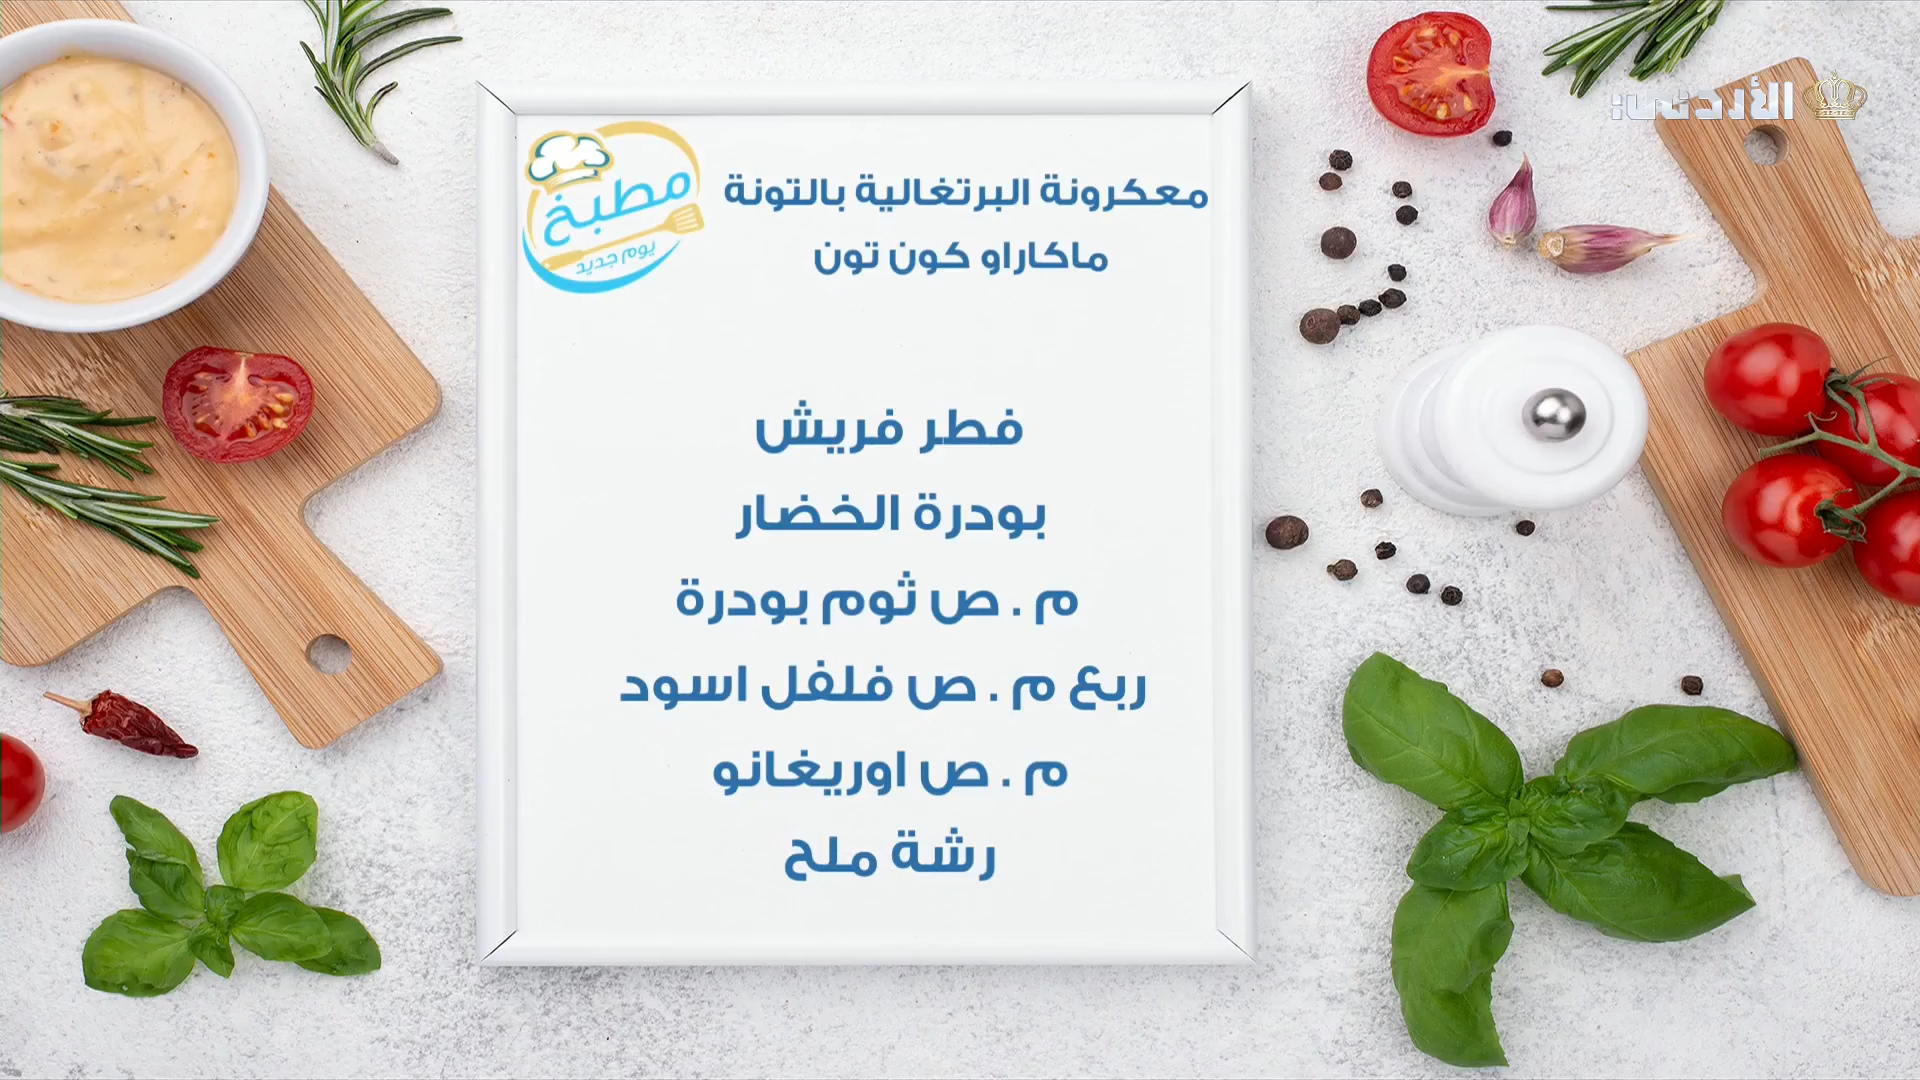 الأردنية
مطبخ
يوم جديد
معكرونة البرتغالية بالتونة
ماكاراو كون تون
فطر فريش
بودرة الخضار
م . ص ثوم بودرة
ربع م . ص فلفل اسود
م . ص اوريغانو
رشة ملح